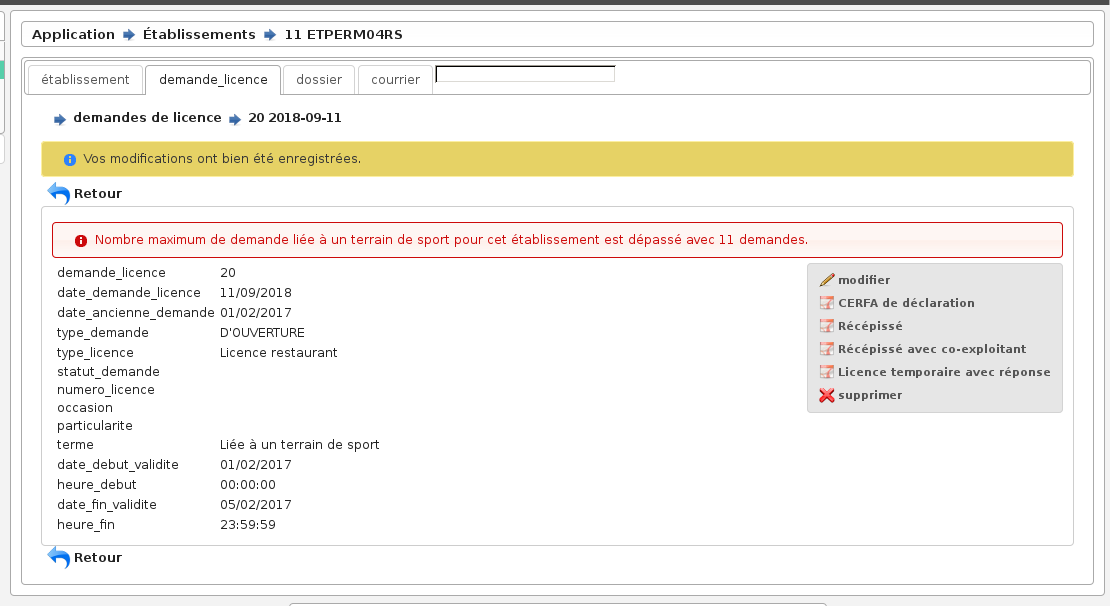 Application Établissements 11 ETPERM04RS
établissement demande_licence dossier courrier
demandes de licence 20 2018-09-11
Vos modifications ont bien été enregistrées.
Retour
Nombre maximum de demande liée à un terrain de sport pour cet établissement est dépassé avec 11 demandes.
demande_licence 20
date_demande_licence 11/09/2018
date_ancienne_demande 01/02/2017
type_demande D'OUVERTURE
type_licence Licence restaurant
statut_demande
numero_licence
occasion
particularite
terme Liée à un terrain de sport
date_debut_validite 01/02/2017
heure_debut 00:00:00
date_fin_validite 05/02/2017
heure_fin 23:59:59
modifier
CERFA de déclaration
Récépissé
Récépissé avec co-exploitant
Licence temporaire avec réponse
supprimer
Retour